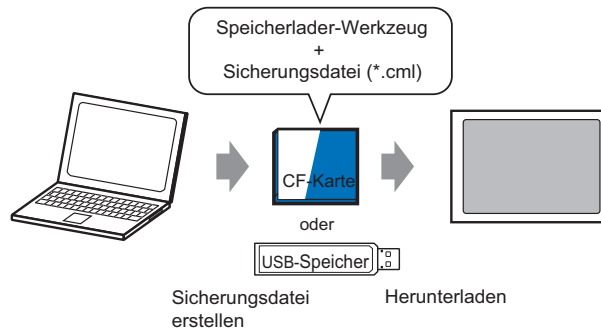 Speicherlader-Werkzeug
+
Sicherungsdatei (*.cml)
CF-Karte
oder
USB-Speicher
Sicherungsdatei
erstellen
Herunterladen